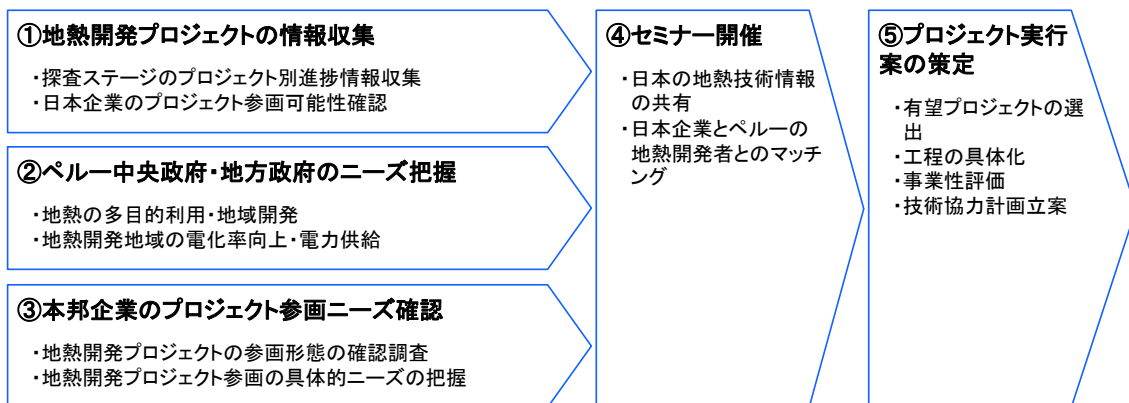 ①地熱開発プロジェクトの情報収集
・探査ステージのプロジェクト別進捗情報収集
・日本企業のプロジェクト参画可能性確認
②ペルー中央政府・地方政府のニーズ把握
・地熱の多目的利用・地域開発
・地熱開発地域の電化率向上・電力供給
③本邦企業のプロジェクト参画ニーズ確認
・地熱開発プロジェクトの参画形態の確認調査
・地熱開発プロジェクト参画の具体的ニーズの把握
④セミナー開催
・日本の地熱技術情報
の共有
・日本企業とペルーの
地熱開発者とのマッチ
ング
⑤プロジェクト実行
案の策定
・有望プロジェクトの選
出
・工程の具体化
・事業性評価
・技術協力計画立案